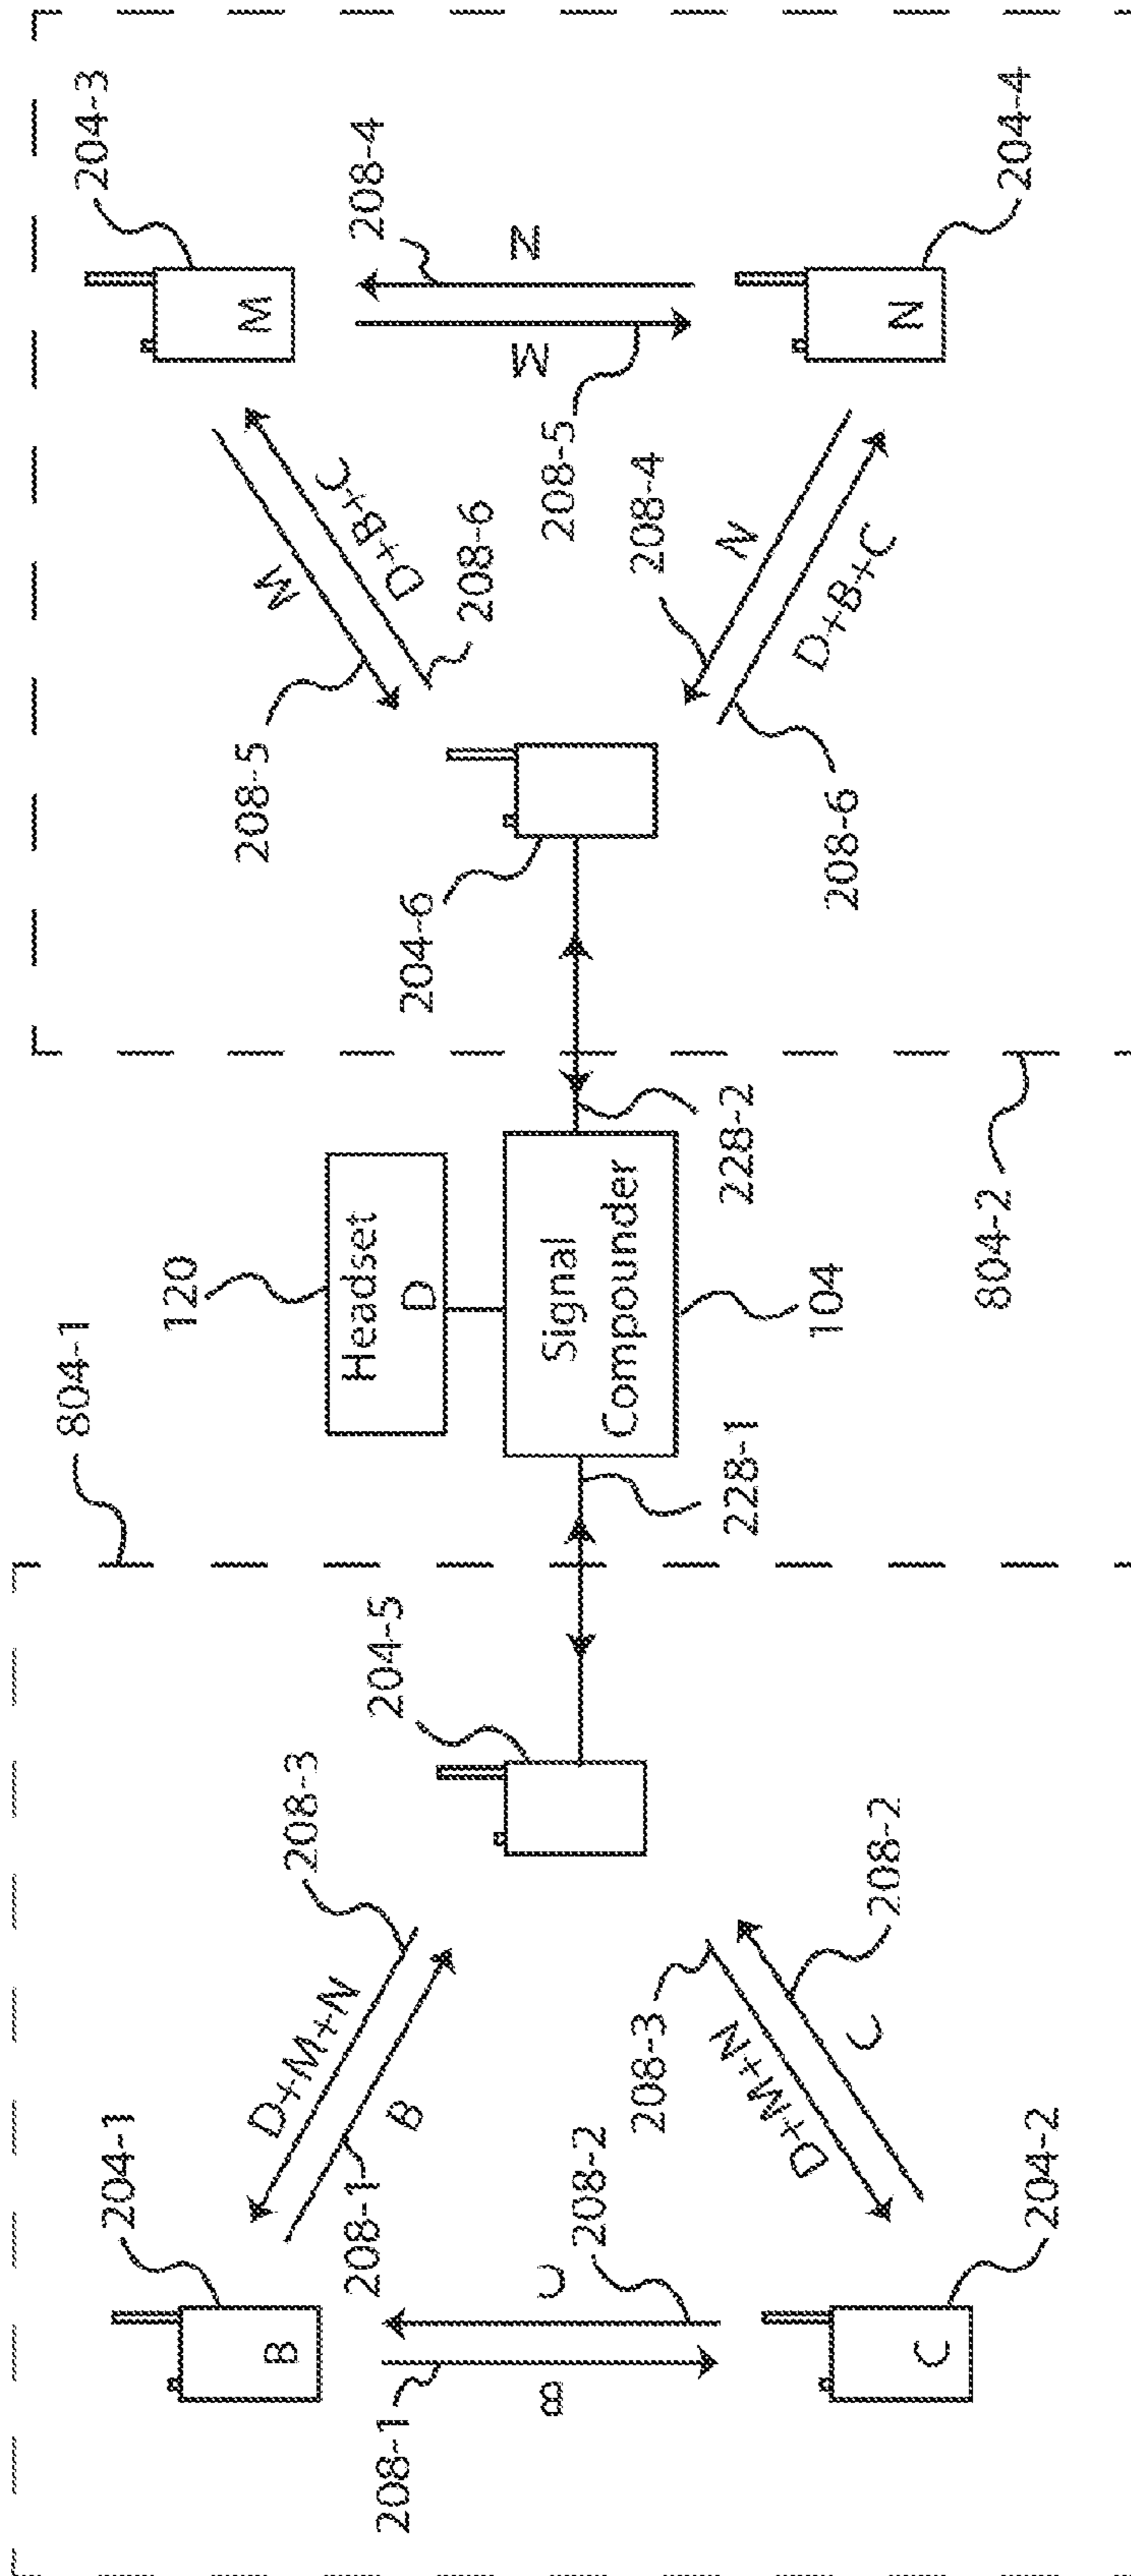 804-1
204-1
208-3
D+M+N
B
208-1
B
204-5
208-1
B
C
208-2
208-3
D+M+N
C
208-2
C
204-2
120
Headset
D
Signal
Compounder
228-1
228-2
104
804-2
204-3
M
208-5
M
D+B+C
208-6
204-6
208-4
N
M
208-5
208-4
N
D+B+C
208-6
N
204-4